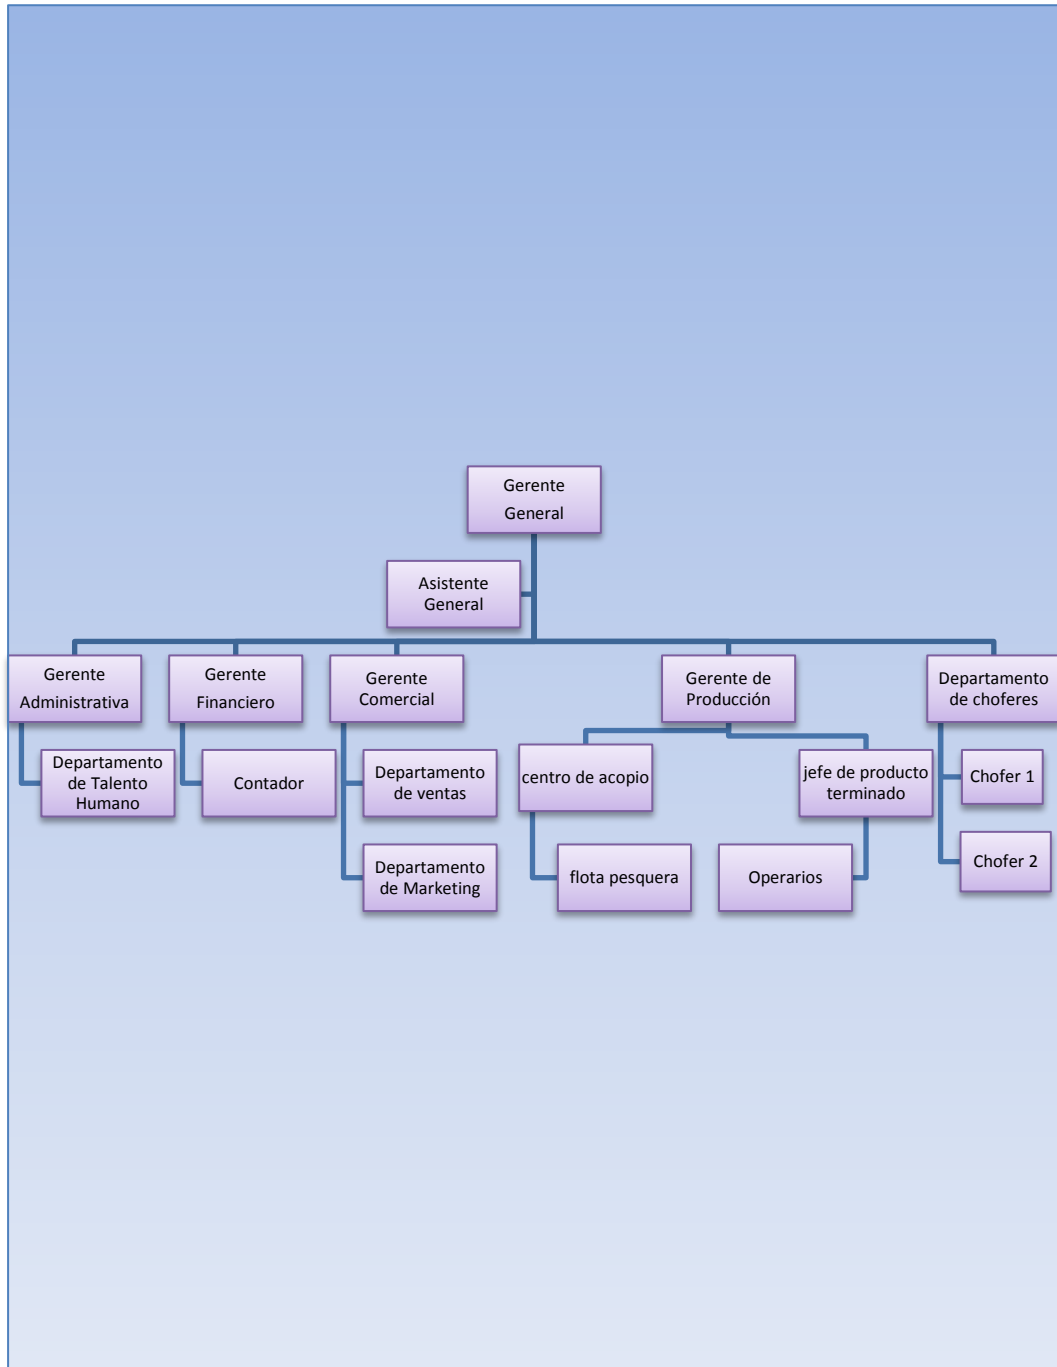 Gerente
General
Asistente
General
Gerente
Administrativa
Gerente
Financiero
Gerente
Comercial
Gerente de
Producción
Departamento
de choferes
Departamento
de Talento
Humano
Contador
Departamento
de ventas
centro de acopio
jefe de producto
terminado
Chofer 1
Departamento
de Marketing
flota pesquera
Operarios
Chofer 2